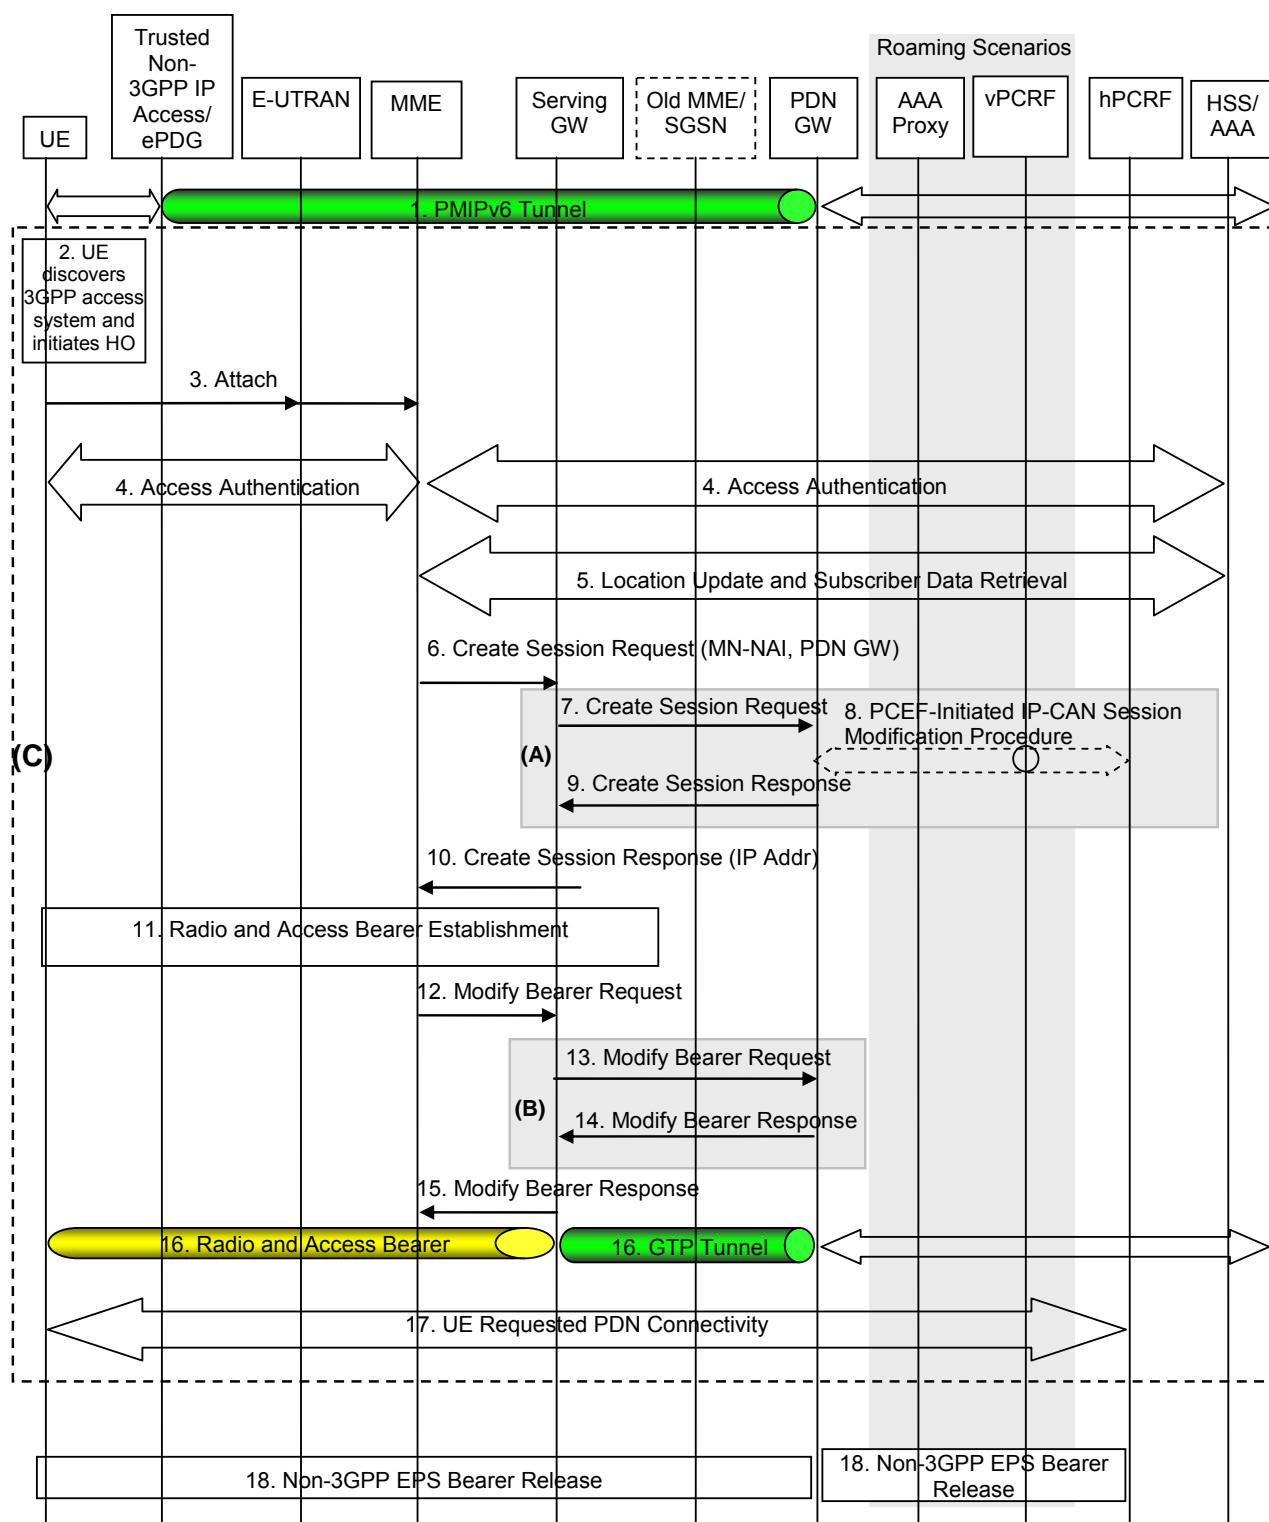 Roaming Scenarios
Trusted
Non-
3GPP IP
Access/
ePDG
UE
E-UTRAN
MME
Serving
GW
Old MME/
SGSN
PDN
GW
AAA
Proxy
vPCRF
hPCRF
HSS/
AAA
1. PMIPv6 Tunnel
2. UE
discovers
3GPP access
system and
initiates HO
3. Attach
4. Access Authentication
4. Access Authentication
5. Location Update and Subscriber Data Retrieval
6. Create Session Request (MN-NAI, PDN GW)
7. Create Session Request
8. PCEF-Initiated IP-CAN Session
Modification Procedure
(C)
(A)
9. Create Session Response
10. Create Session Response (IP Addr)
11. Radio and Access Bearer Establishment
12. Modify Bearer Request
13. Modify Bearer Request
(B)
14. Modify Bearer Response
15. Modify Bearer Response
16. Radio and Access Bearer
16. GTP Tunnel
17. UE Requested PDN Connectivity
18. Non-3GPP EPS Bearer Release
18. Non-3GPP EPS Bearer
Release